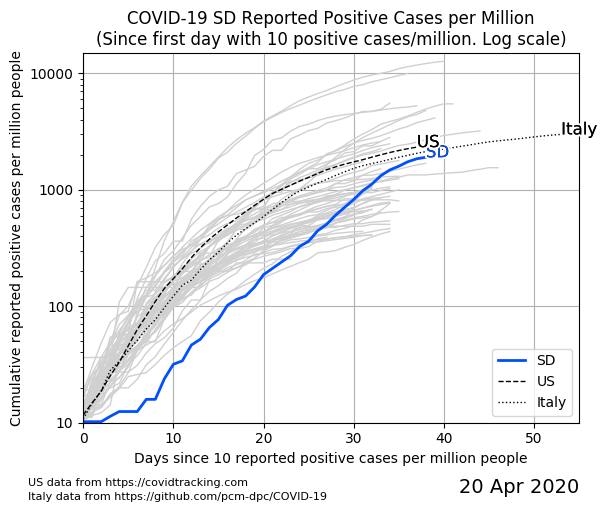 COVID-19 SD Reported Positive Cases per Million
(Since first day with 10 positive cases/million. Log scale)
Cumulative reported positive cases per million people
10000
1000
100
10
US
SD
Italy
SD
US
Italy
0
10
20
30
40
50
Days since 10 reported positive cases per million people
US data from https://covidtracking.com
Italy data from https://github.com/pcm-dpc/COVID-19
20 Apr 2020